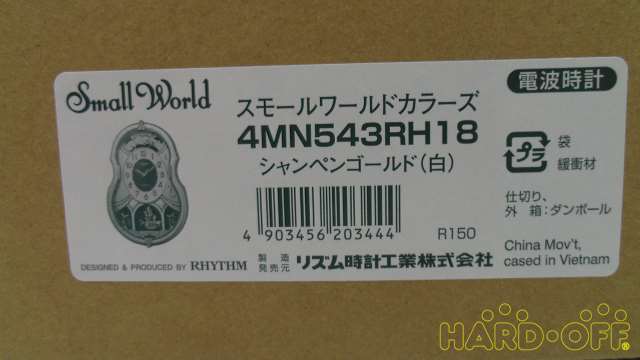 Small World
スモールワールドカラーズ
4MN543RH18
シャンペンゴールド(白)
4 903456 203444
R150
DESIGNED & PRODUCED BY RHYTHM
製造
発売元
リズム時計工業株式会社
電波時計
プラ
袋
緩衝材
仕切り、
外 箱:ダンボール
China Mov't,
cased in Vietnam
HARD・OFF